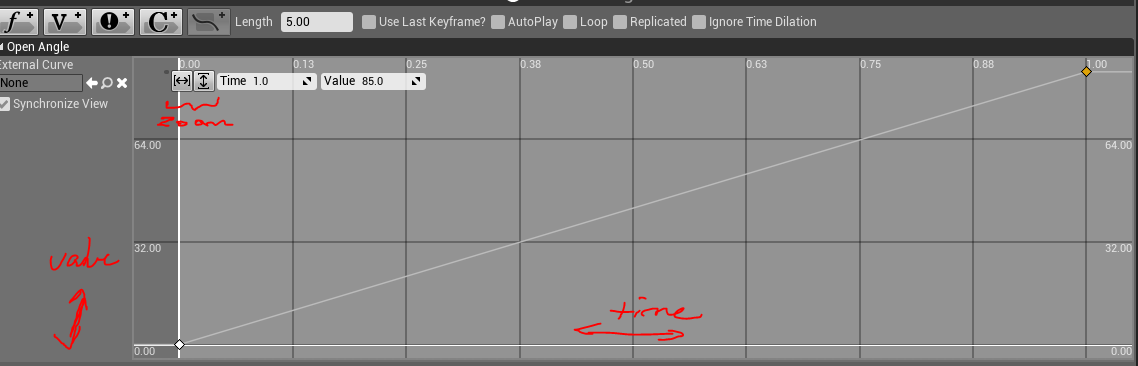 f+ V+ !+ C+ Length 5.00 Use Last Keyframe? AutoPlay Loop Replicated Ignore Time Dilation
Open Angle
External Curve
None
Synchronize View
0.00 0.13 0.25 0.38 0.50 0.63 0.75 0.88 1.00
Time 1.0 Value 85.0
zoom
64.00 64.00
32.00 32.00
value
time
0.00 0.00